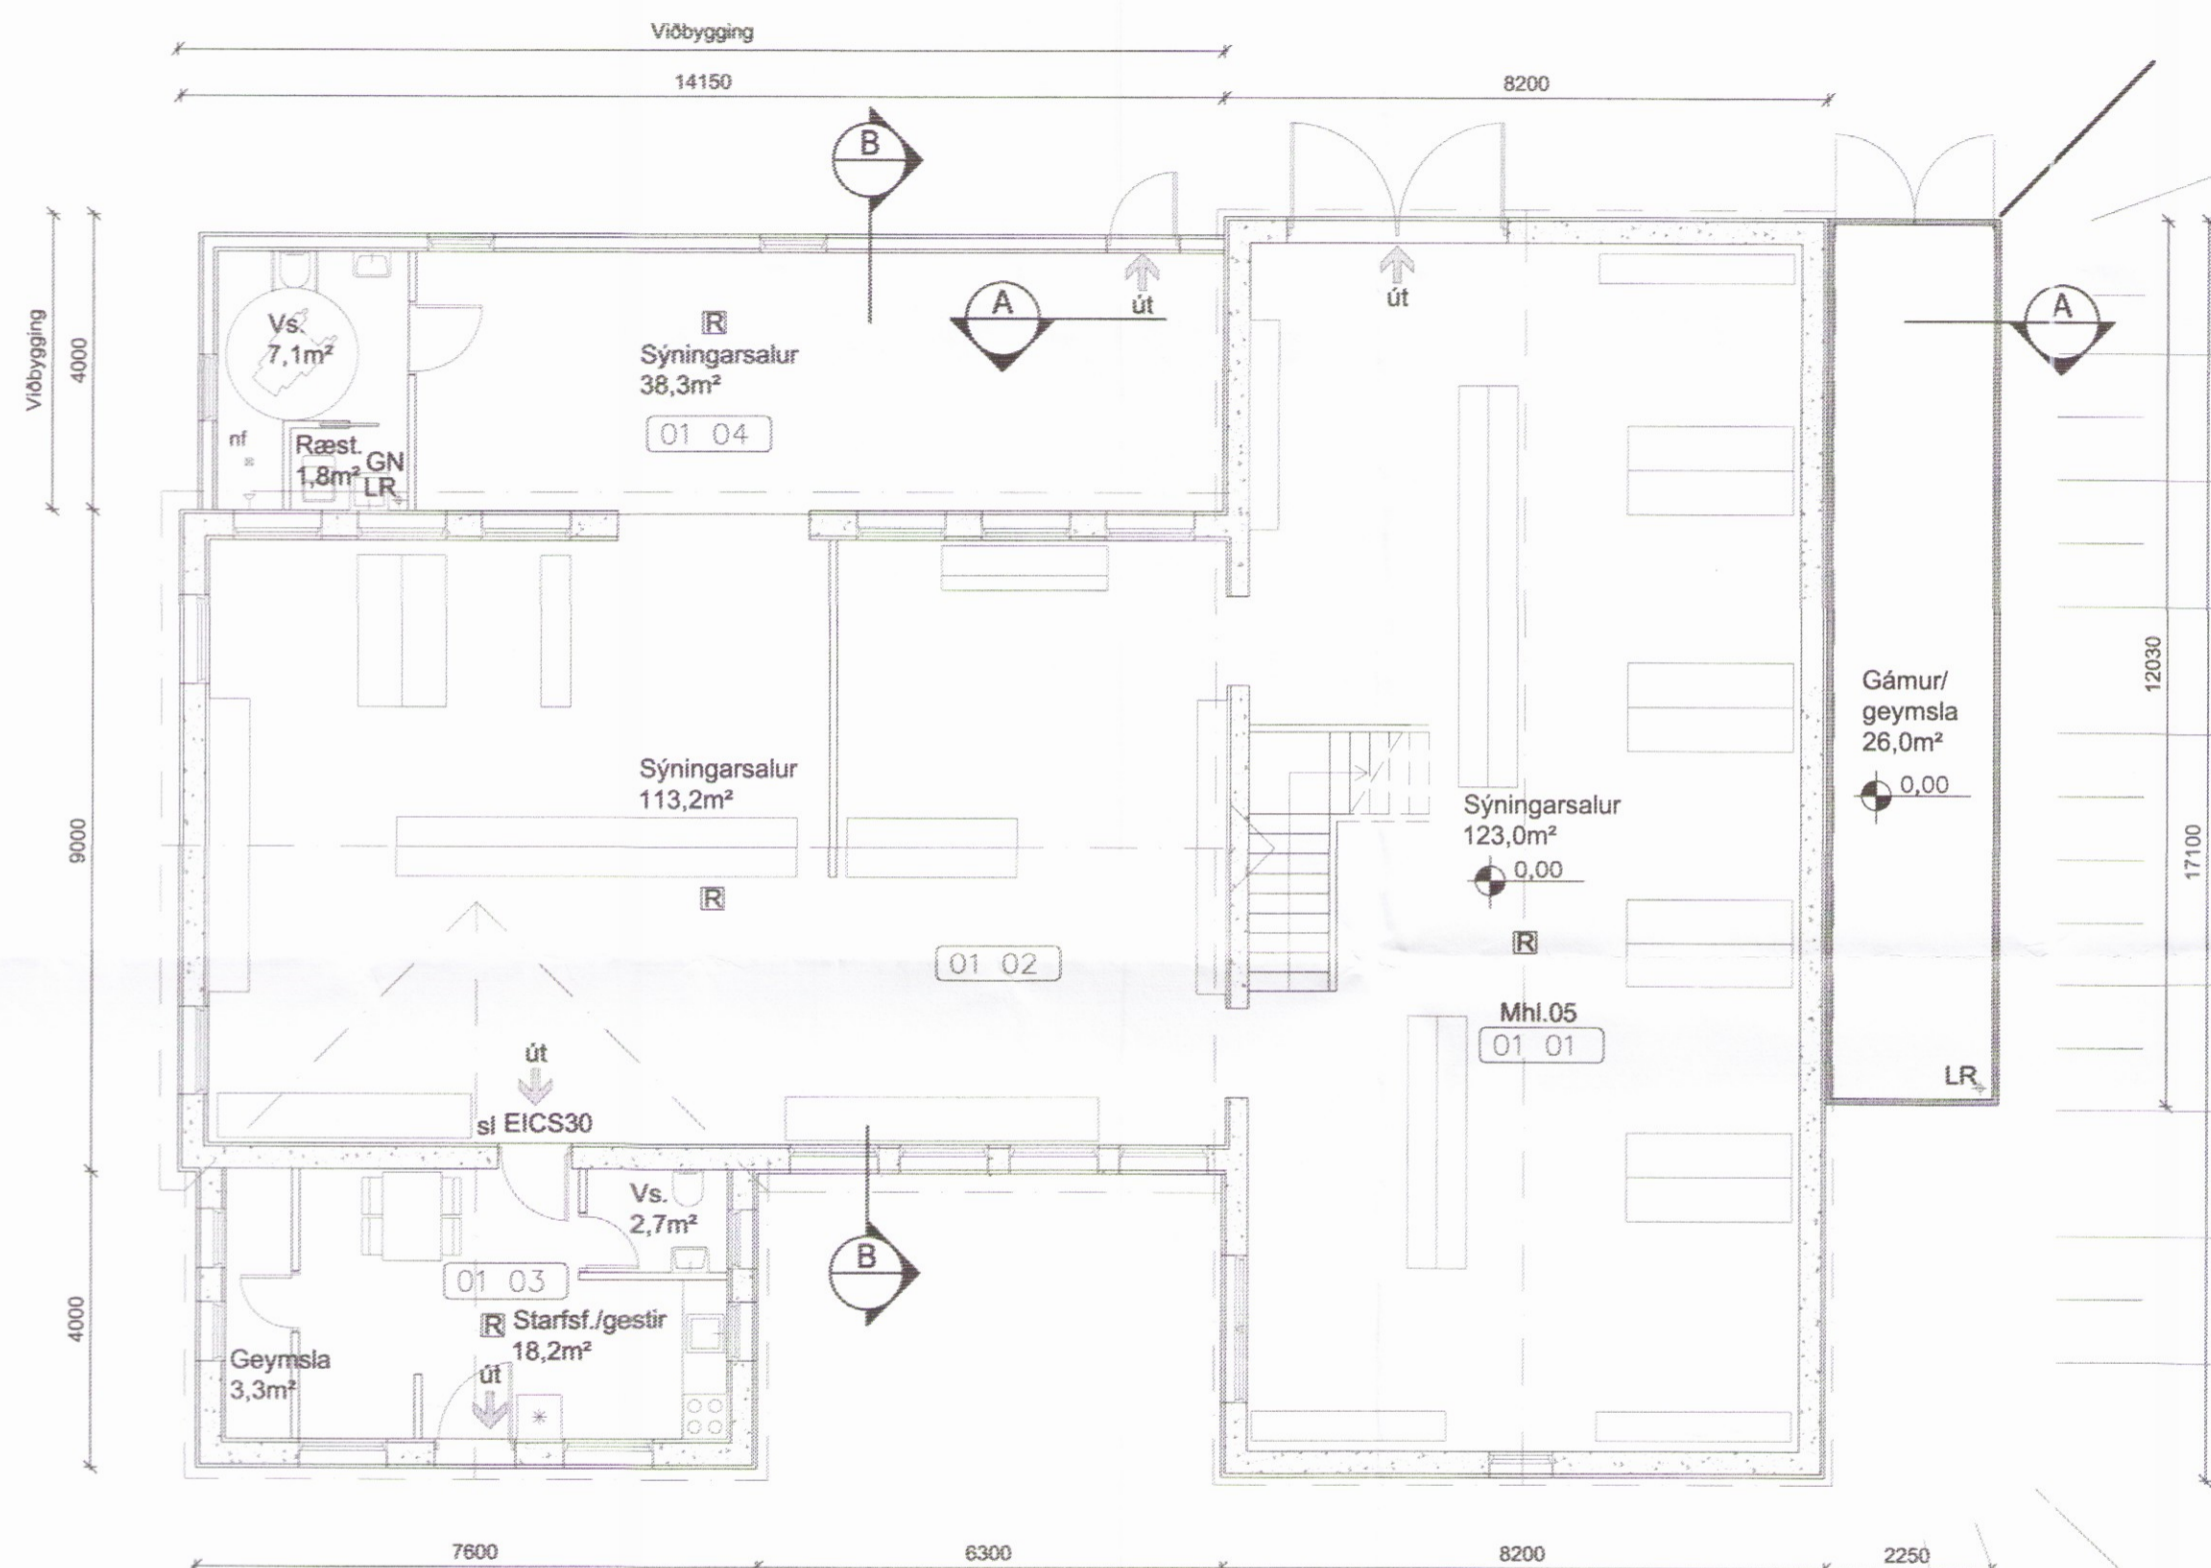 Viðbygging
14150
8200
B
Viðbygging
4000
A
út
út
A
Vs.
7,1m²
R
Sýningarsalur
38,3m²
01 04
nf
Ræst.
1,8m²
GN
LR
12030
17100
Gámur/
geymsla
26,0m²
0,00
9000
Sýningarsalur
113,2m²
R
Sýningarsalur
123,0m²
0,00
R
01 02
Mhl.05
01 01
LR
út
sl EICS30
4000
Vs.
2,7m²
B
01 03
R Starfsf./gestir
18,2m²
út
Geymsla
3,3m²
7600
6300
8200
2250